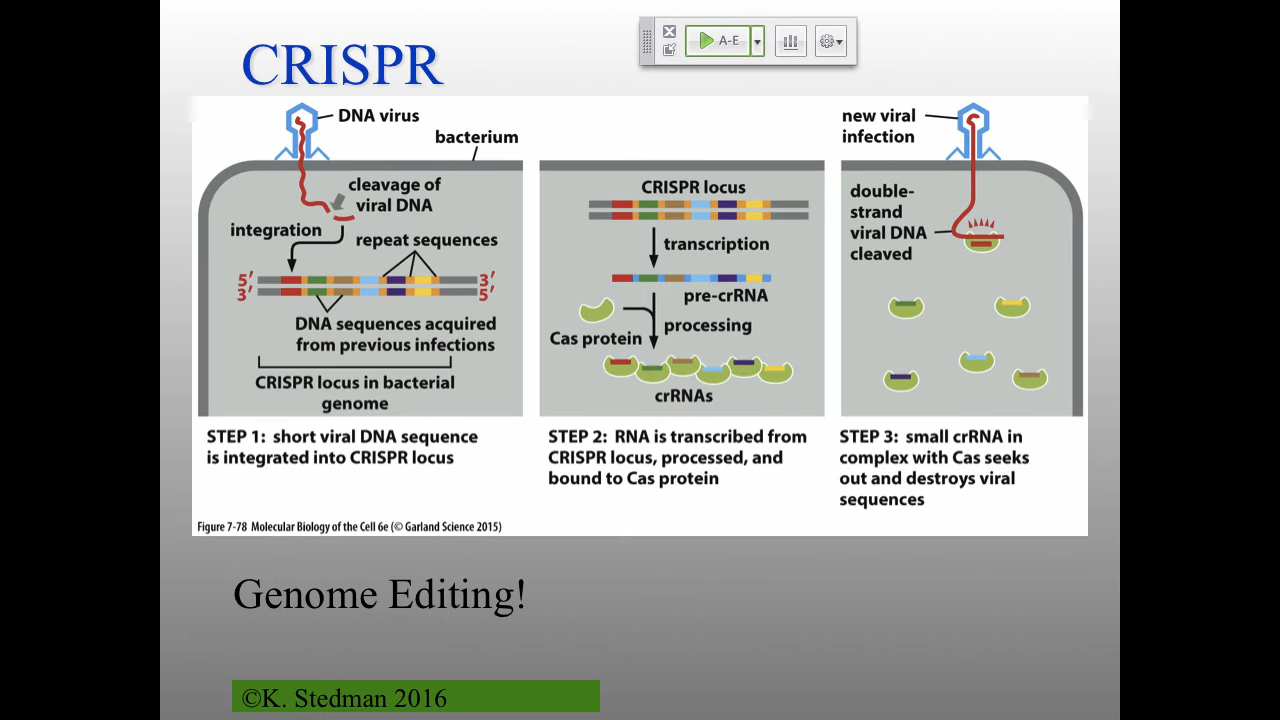 CRISPR
A-E
DNA virus
bacterium
cleavage of
viral DNA
integration
repeat sequences
5′
3′
3′
5′
DNA sequences acquired
from previous infections
CRISPR locus in bacterial
genome
STEP 1: short viral DNA sequence
is integrated into CRISPR locus
CRISPR locus
transcription
pre-crRNA
processing
Cas protein
crRNAs
STEP 2: RNA is transcribed from
CRISPR locus, processed, and
bound to Cas protein
new viral
infection
double-
strand
viral DNA
cleaved
STEP 3: small crRNA in
complex with Cas seeks
out and destroys viral
sequences
Figure 7-78 Molecular Biology of the Cell 6e (© Garland Science 2015)
Genome Editing!
©K. Stedman 2016